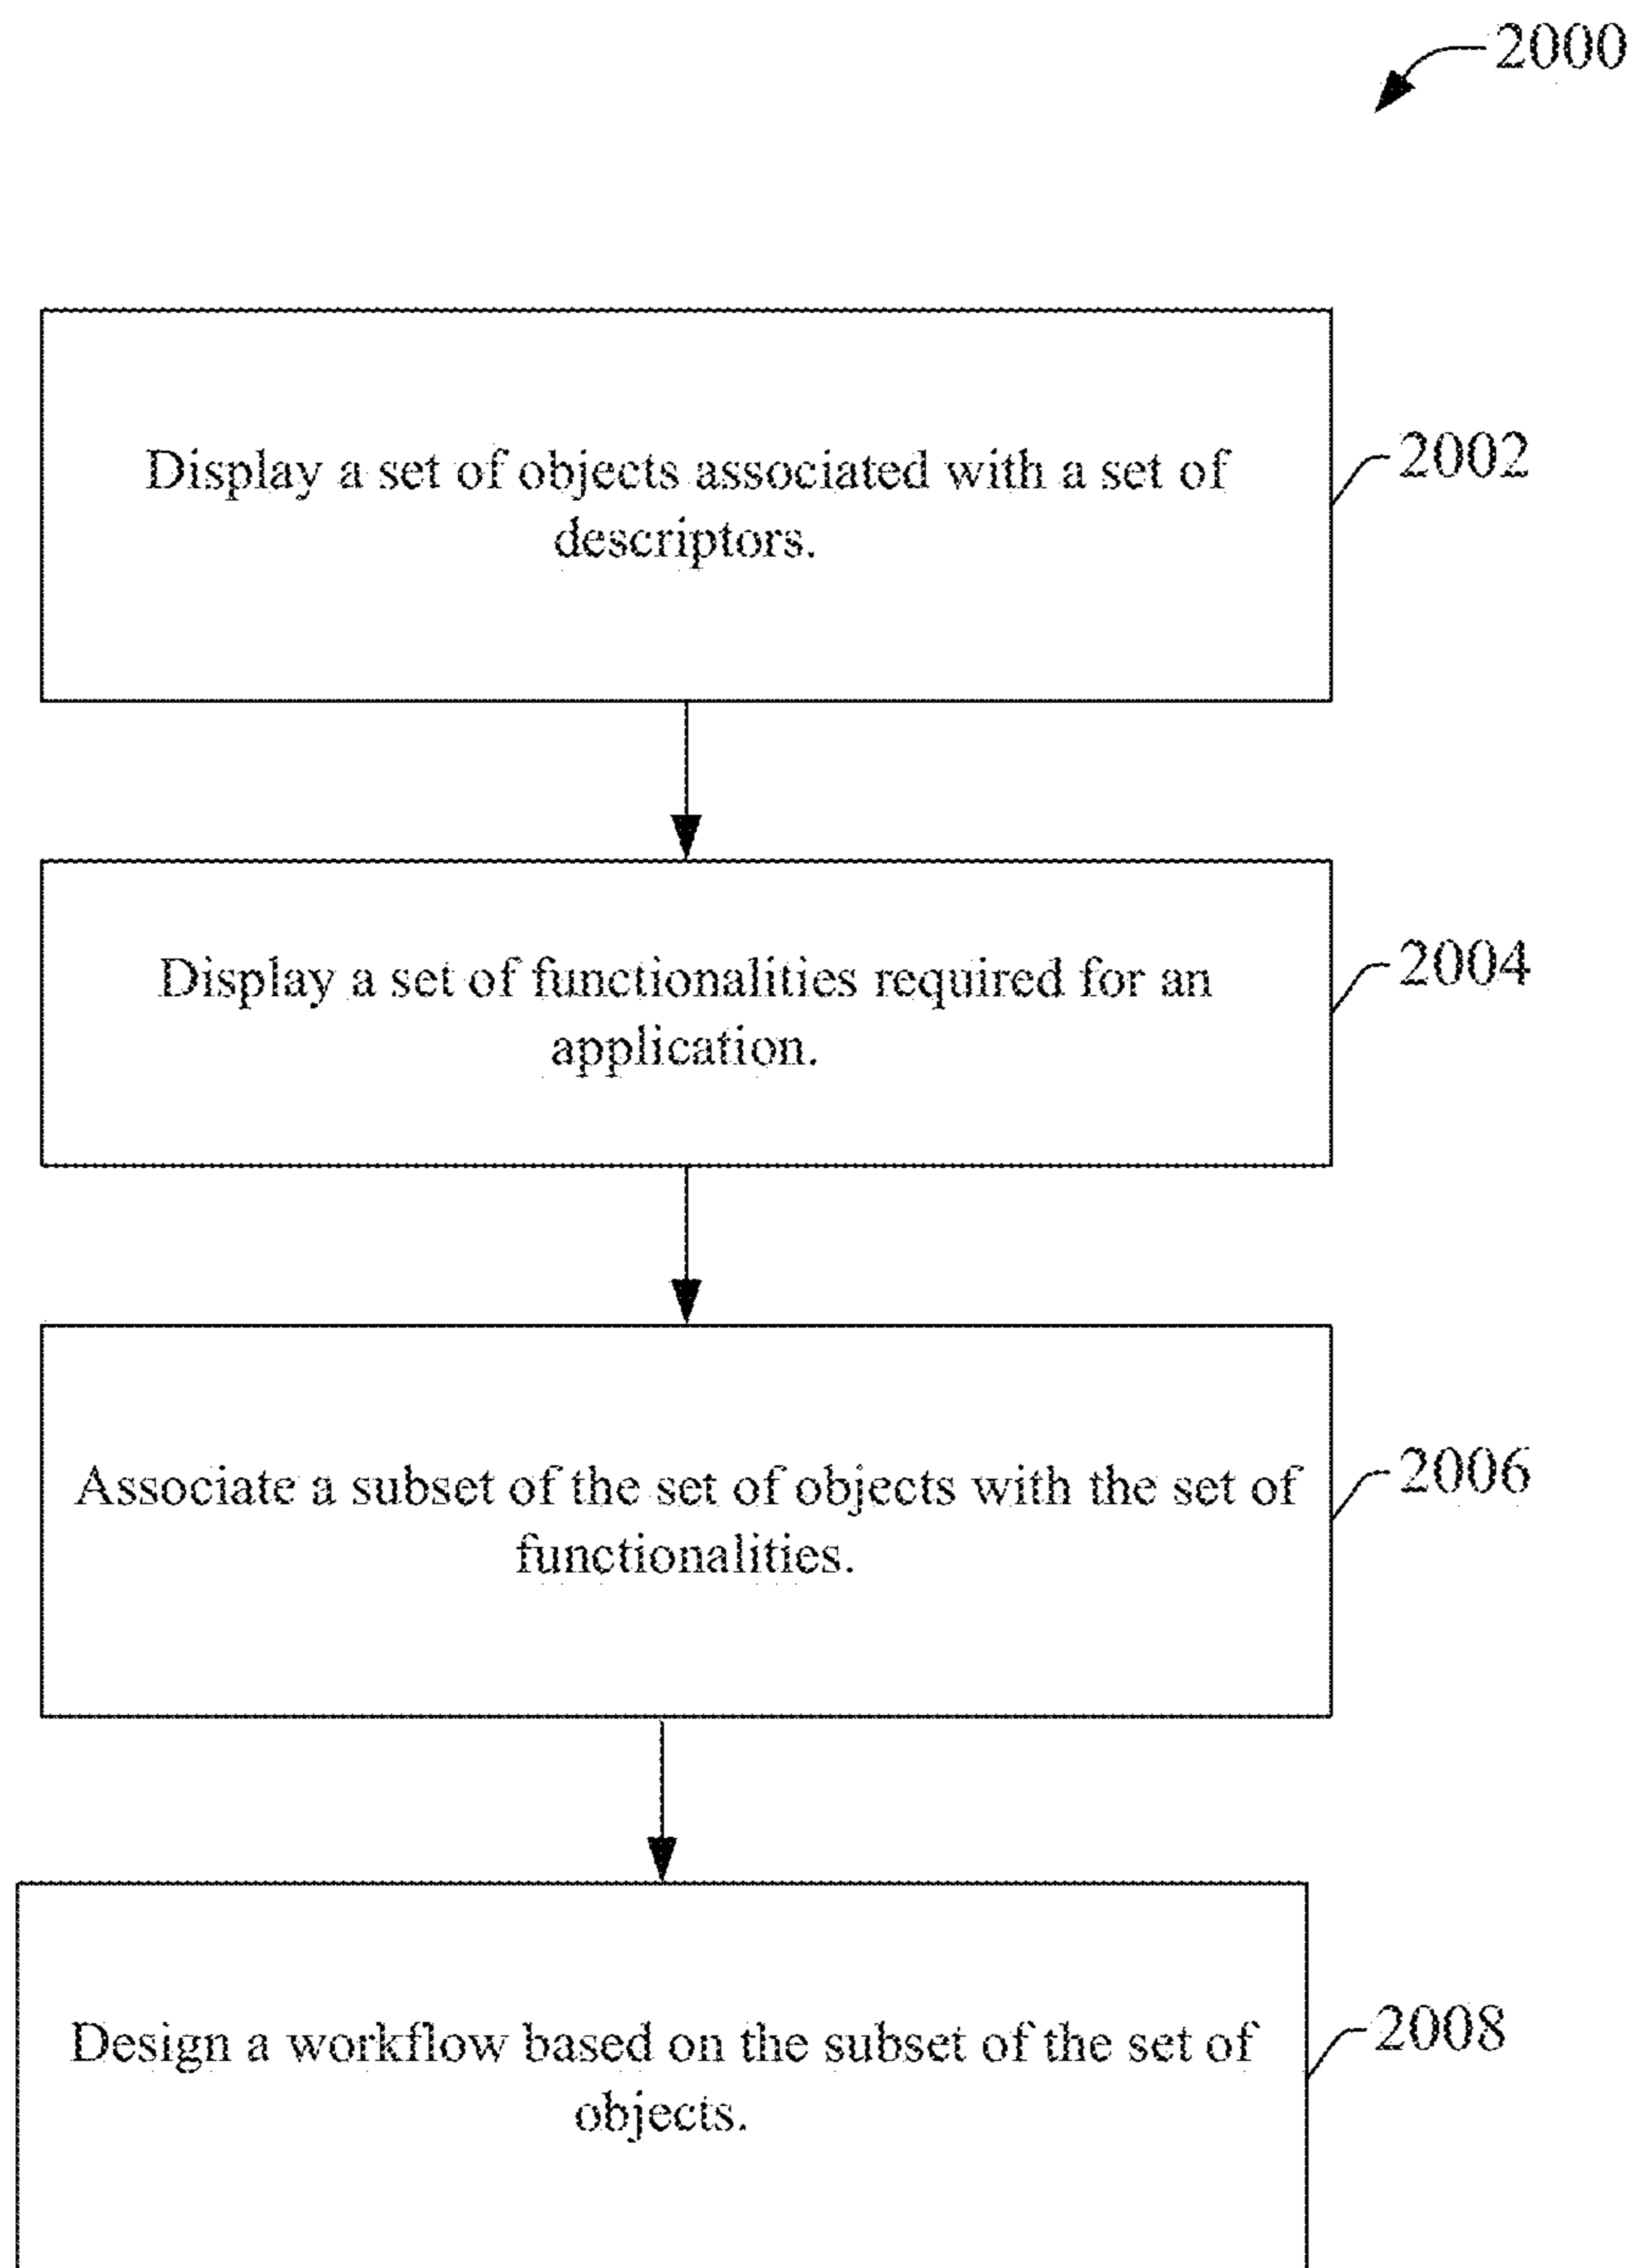 2000
Display a set of objects associated with a set of
descriptors.
2002
Display a set of functionalities required for an
application.
2004
Associate a subset of the set of objects with the set of
functionalities.
2006
Design a workflow based on the subset of the set of
objects.
2008